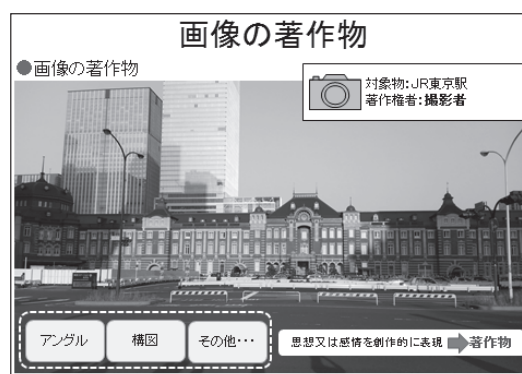 画像の著作物
●画像の著作物
対象物:JR東京駅
著作権者:撮影者
アングル
構図
その他・・・
思想又は感情を創作的に表現
著作物